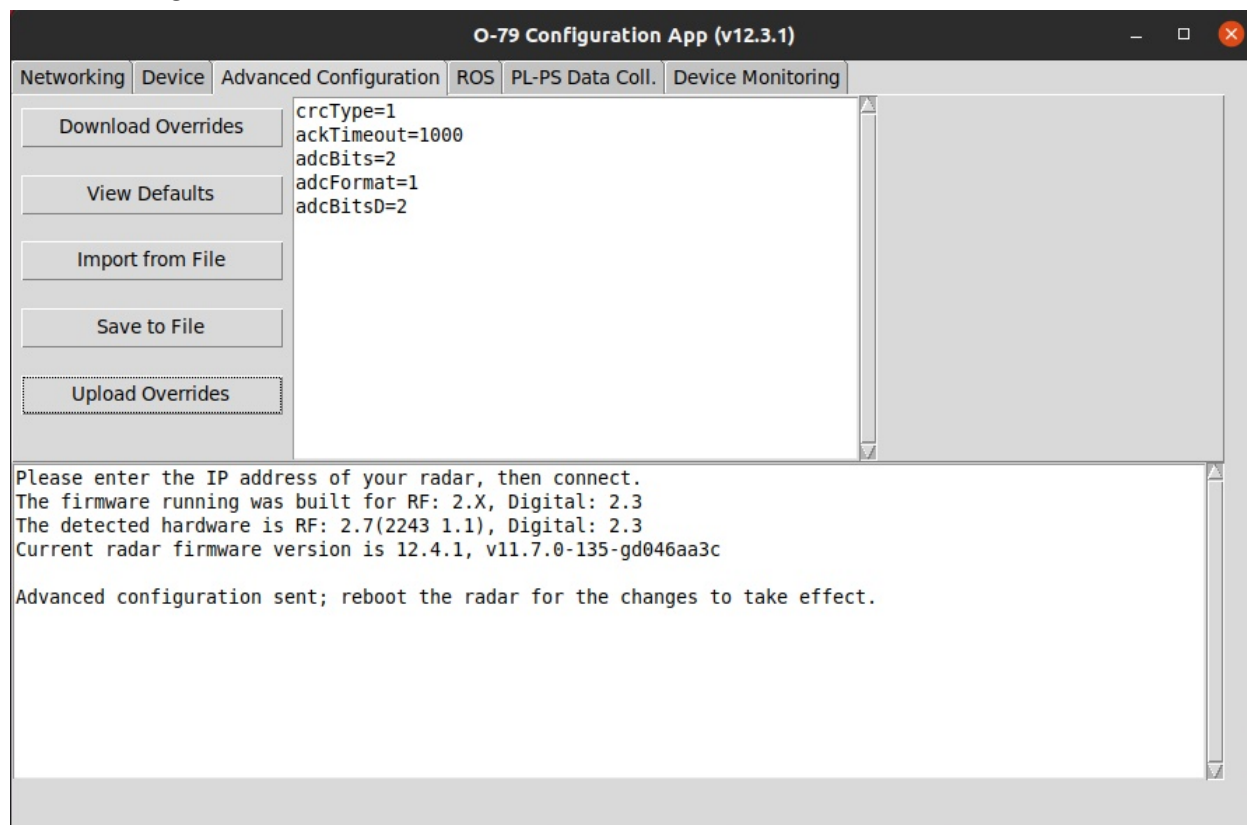 O-79 Configuration App (v12.3.1)
Networking Device Advanced Configuration ROS PL-PS Data Coll. Device Monitoring
Download Overrides
View Defaults
Import from File
Save to File
Upload Overrides
crcType=1
ackTimeout=1000
adcBits=2
adcFormat=1
adcBitsD=2
Please enter the IP address of your radar, then connect.
The firmware running was built for RF: 2.X, Digital: 2.3
The detected hardware is RF: 2.7(2243 1.1), Digital: 2.3
Current radar firmware version is 12.4.1, v11.7.0-135-gd046aa3c
Advanced configuration sent; reboot the radar for the changes to take effect.